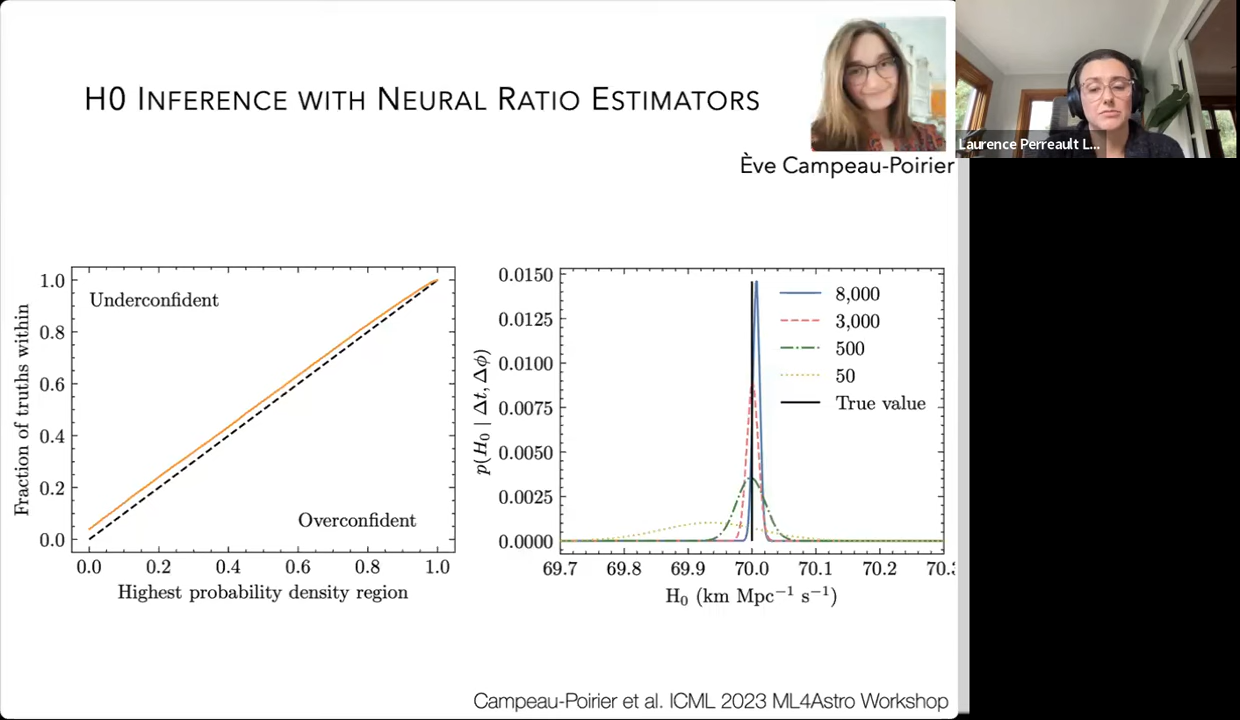 H0 INFERENCE WITH NEURAL RATIO ESTIMATORS
Ève Campeau-Poirier
Laurence Perreault L...
Underconfident
Overconfident
Fraction of truths within
1.0
0.8
0.6
0.4
0.2
0.0
0.0 0.2 0.4 0.6 0.8 1.0
Highest probability density region
p(H₀ | Δt, Δϕ)
0.0150
0.0125
0.0100
0.0075
0.0050
0.0025
0.0000
8,000
3,000
500
50
True value
69.7 69.8 69.9 70.0 70.1 70.2 70.3
H₀ (km Mpc⁻¹ s⁻¹)
Campeau-Poirier et al. ICML 2023 ML4Astro Workshop